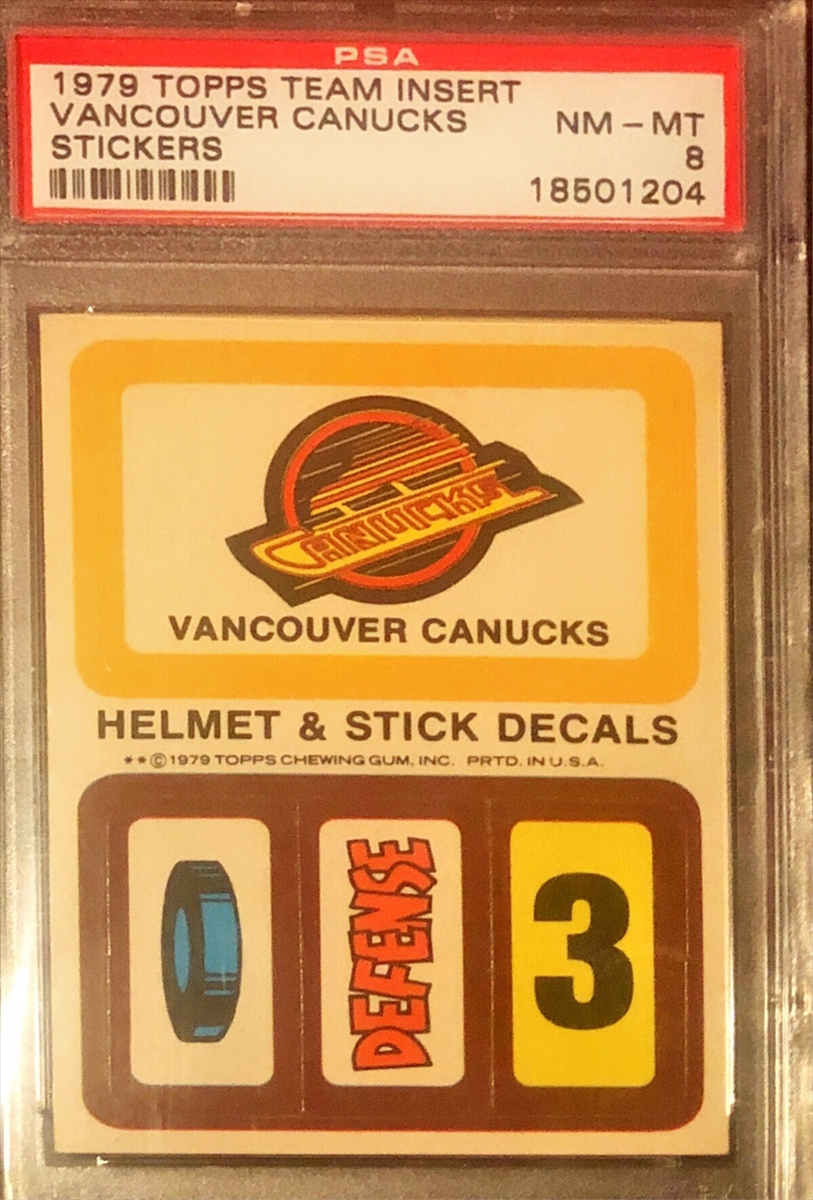 PSA
1979 TOPPS TEAM INSERT
VANCOUVER CANUCKS NM - MT
STICKERS 8
18501204
CANUCKS
VANCOUVER CANUCKS
HELMET & STICK DECALS
**©1979 TOPPS CHEWING GUM, INC. PRTD. IN U.S.A.
DEFENSE
3